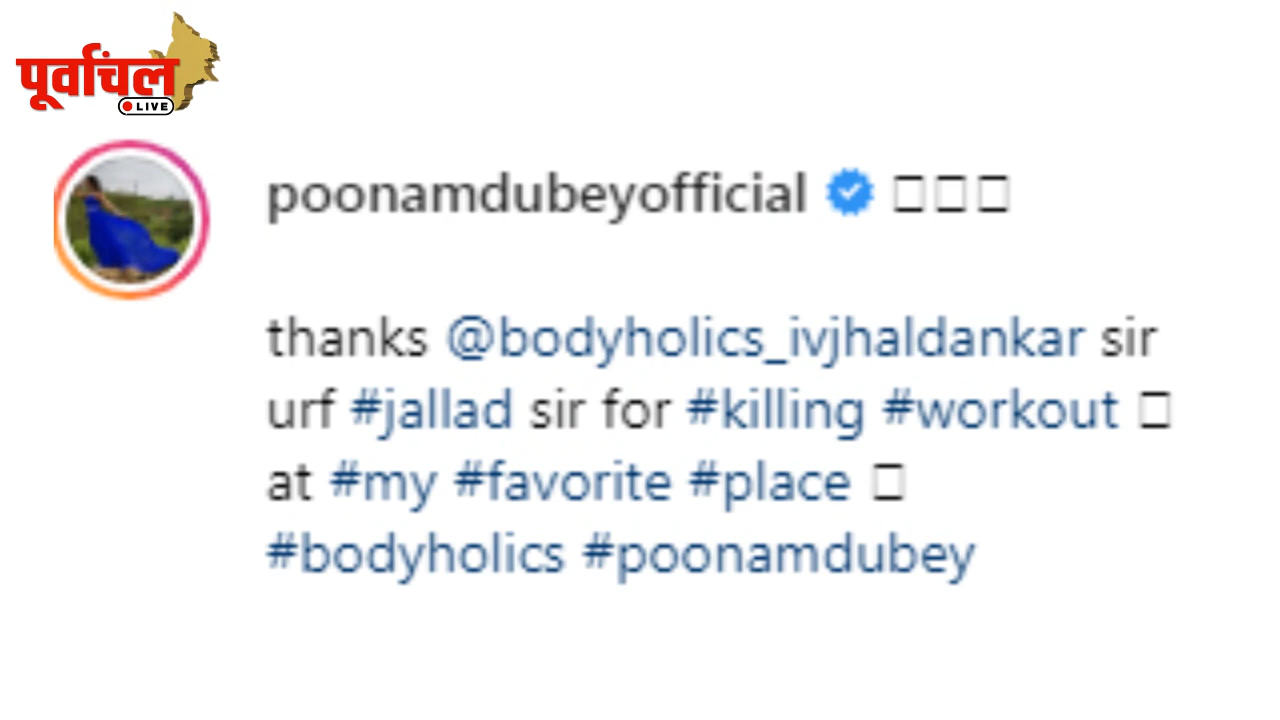 पूर्वांचल
LIVE
poonamdubeyofficial □□□
thanks @bodyholics_ivjhaldankar sir
urf #jallad sir for #killing #workout □
at #my #favorite #place □
#bodyholics #poonamdubey